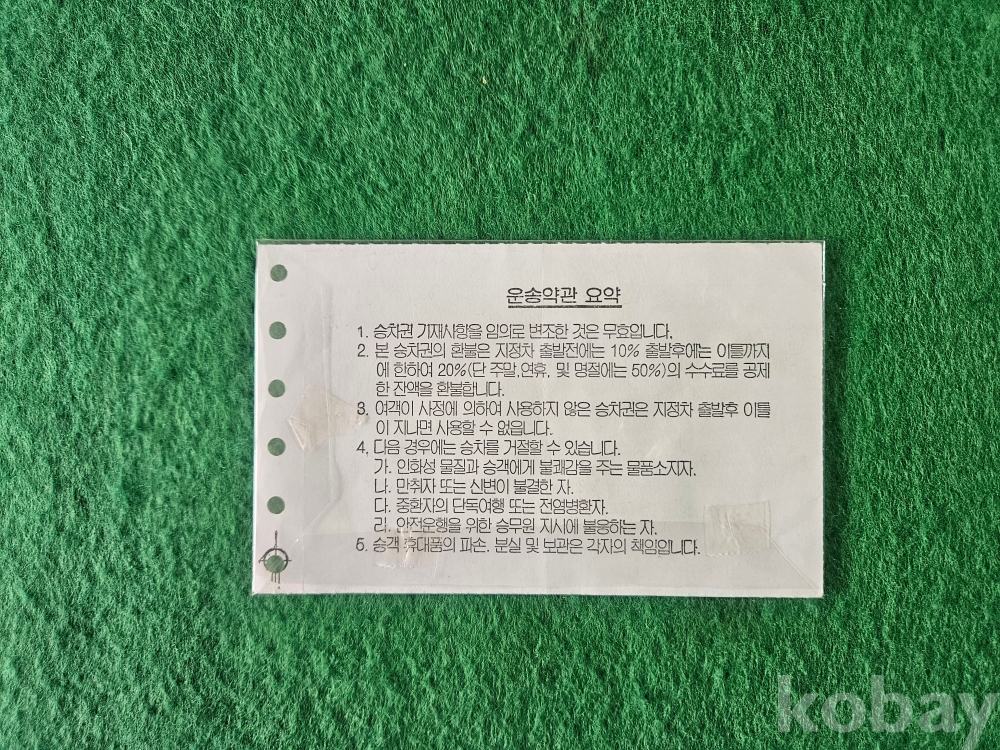 운송약관 요약
1. 승차권 기재사항을 임의로 변조한 것은 무효입니다.
2. 본 승차권의 환불은 지정차 출발전에는 10% 출발후에는 이틀까지
에 한하여 20%(단 주말,연휴, 및 명절에는 50%)의 수수료를 공제
한 잔액을 환불합니다.
3. 여객이 사정에 의하여 사용하지 않은 승차권은 지정차 출발후 이틀
이 지나면 사용할 수 없읍니다.
4. 다음 경우에는 승차를 거절할 수 있습니다.
가. 인화성 물질과 승객에게 불쾌감을 주는 물품소지자.
나. 만취자 또는 신변이 불결한 자.
다. 중환자의 단독여행 또는 전염병환자.
리. 안전운행을 위한 승무원 지시에 불응하는 자.
5. 승객 휴대품의 파손. 분실 및 보관은 각자의 책임입니다.
kobay